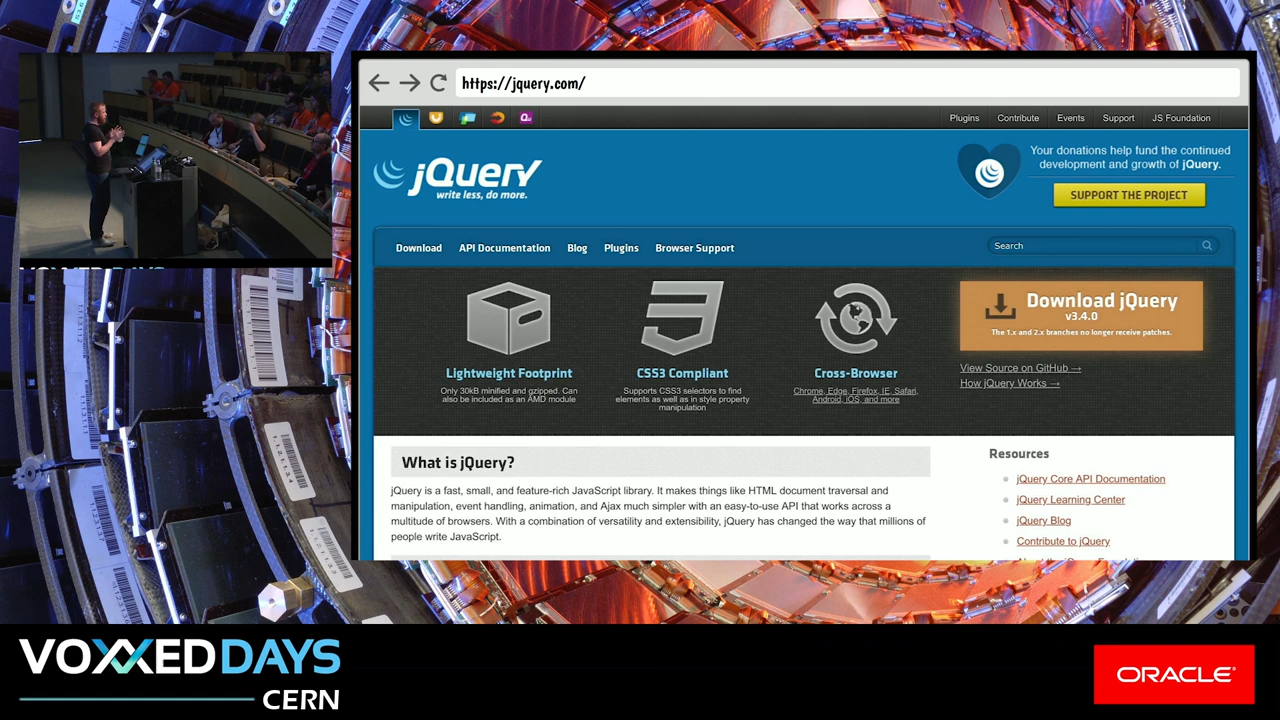 https://jquery.com/
Plugins Contribute Events Support JS Foundation
jQuery
write less, do more.
Your donations help fund the continued
development and growth of jQuery.
SUPPORT THE PROJECT
Download API Documentation Blog Plugins Browser Support
Search
Lightweight Footprint
Only 30kB minified and gzipped. Can
also be included as an AMD module
CSS3 Compliant
Supports CSS3 selectors to find
elements as well as in style property
manipulation
Cross-Browser
Chrome, Edge, Firefox, IE, Safari,
Android, iOS, and more
Download jQuery
v3.4.0
The 1.x and 2.x branches no longer receive patches.
View Source on GitHub →
How jQuery Works →
What is jQuery?
jQuery is a fast, small, and feature-rich JavaScript library. It makes things like HTML document traversal and
manipulation, event handling, animation, and Ajax much simpler with an easy-to-use API that works across a
multitude of browsers. With a combination of versatility and extensibility, jQuery has changed the way that millions of
people write JavaScript.
Resources
jQuery Core API Documentation
jQuery Learning Center
jQuery Blog
Contribute to jQuery
VOXXED DAYS
CERN
ORACLE